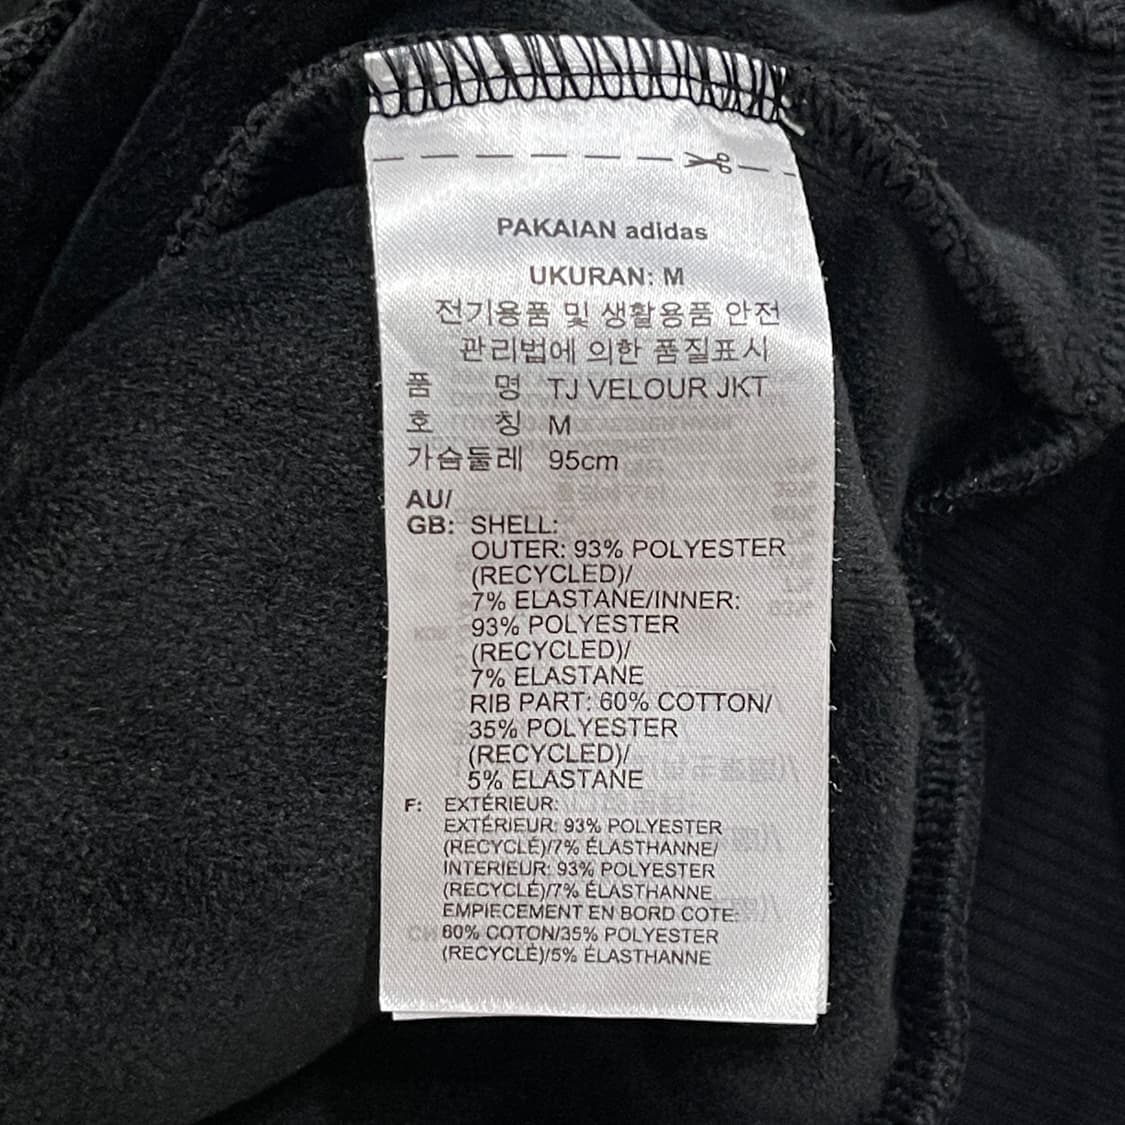 PAKAIAN adidas
UKURAN: M
전기용품 및 생활용품 안전
관리법에 의한 품질표시
품 명 TJ VELOUR JKT
호 칭 M
가슴둘레 95cm
AU/
GB: SHELL:
OUTER: 93% POLYESTER
(RECYCLED)/
7% ELASTANE/INNER:
93% POLYESTER
(RECYCLED)/
7% ELASTANE
RIB PART: 60% COTTON/
35% POLYESTER
(RECYCLED)/
5% ELASTANE
F: EXTÉRIEUR:
EXTÉRIEUR: 93% POLYESTER
(RECYCLÉ)/7% ÉLASTHANNE/
INTERIEUR: 93% POLYESTER
(RECYCLÉ)/7% ÉLASTHANNE
EMPIECEMENT EN BORD COTE:
60% COTON/35% POLYESTER
(RECYCLÉ)/5% ÉLASTHANNE